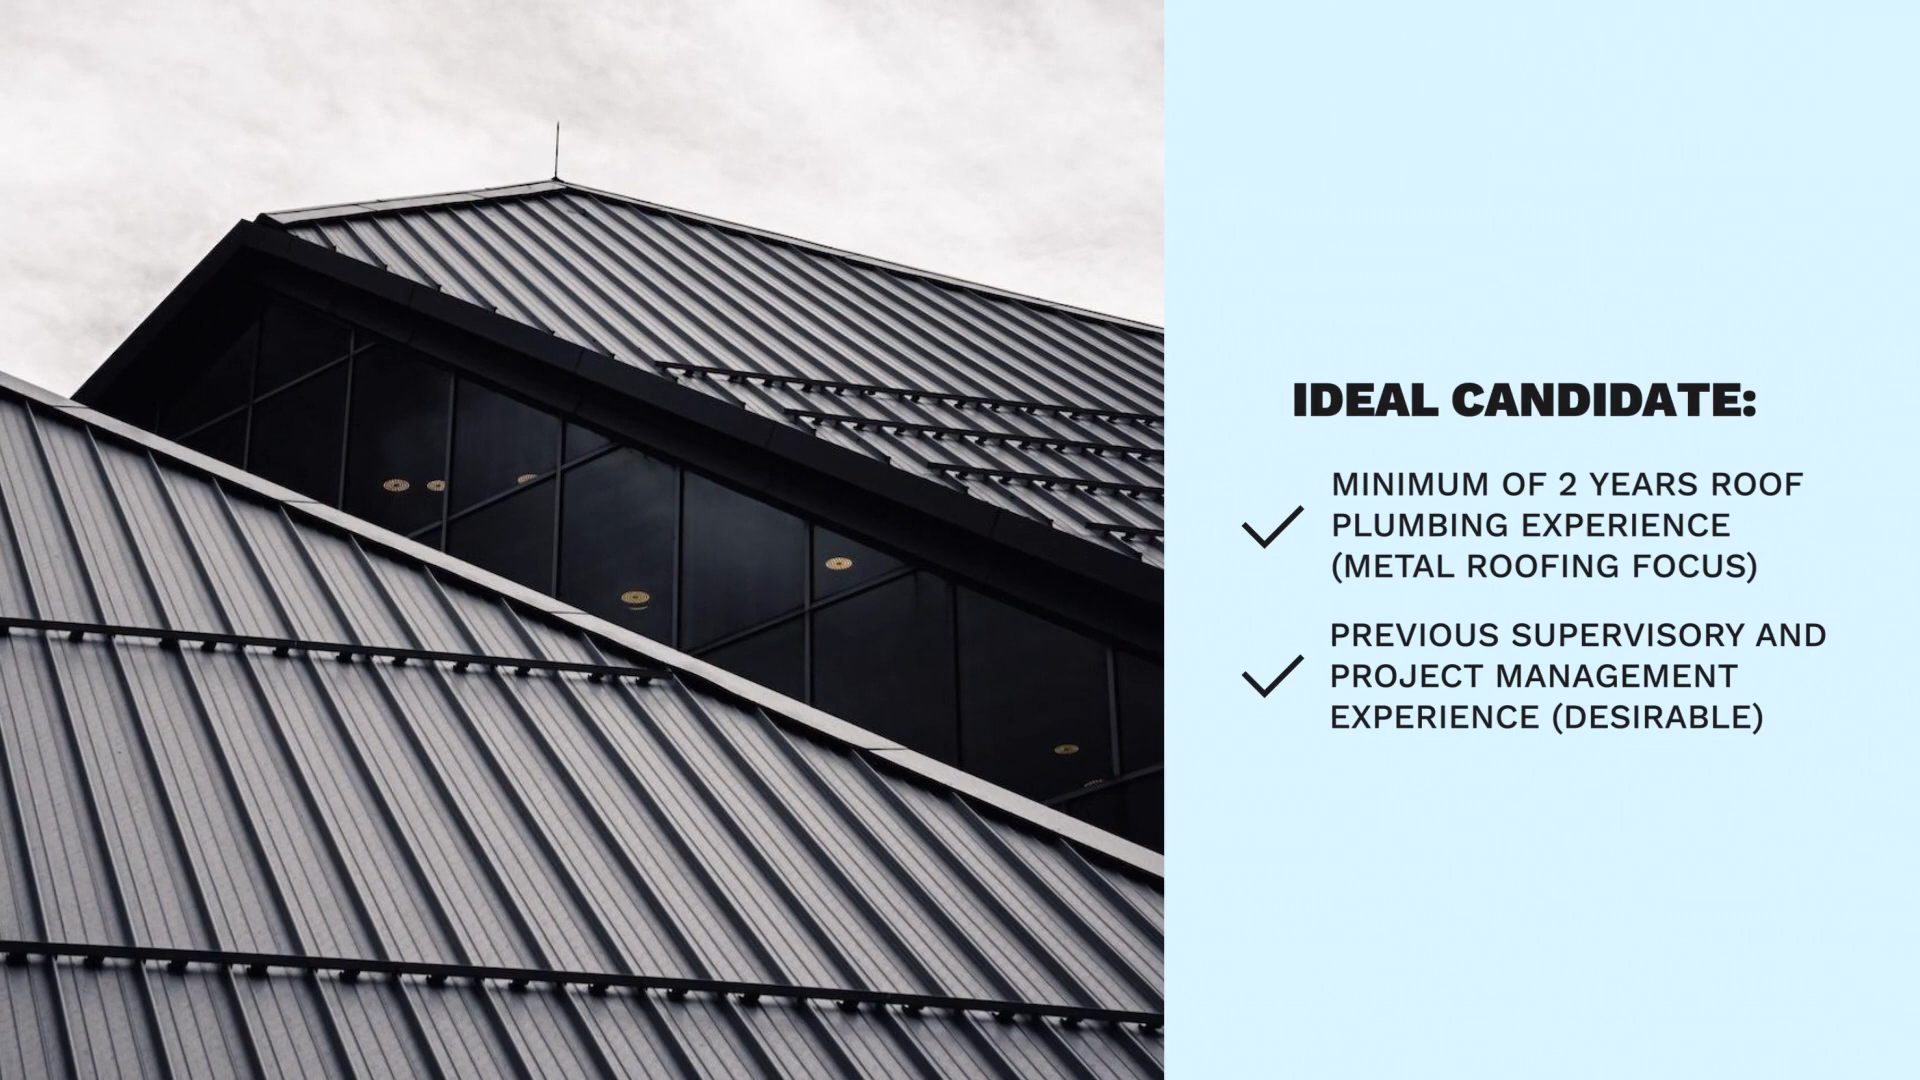 IDEAL CANDIDATE:
MINIMUM OF 2 YEARS ROOF
PLUMBING EXPERIENCE
(METAL ROOFING FOCUS)
PREVIOUS SUPERVISORY AND
PROJECT MANAGEMENT
EXPERIENCE (DESIRABLE)